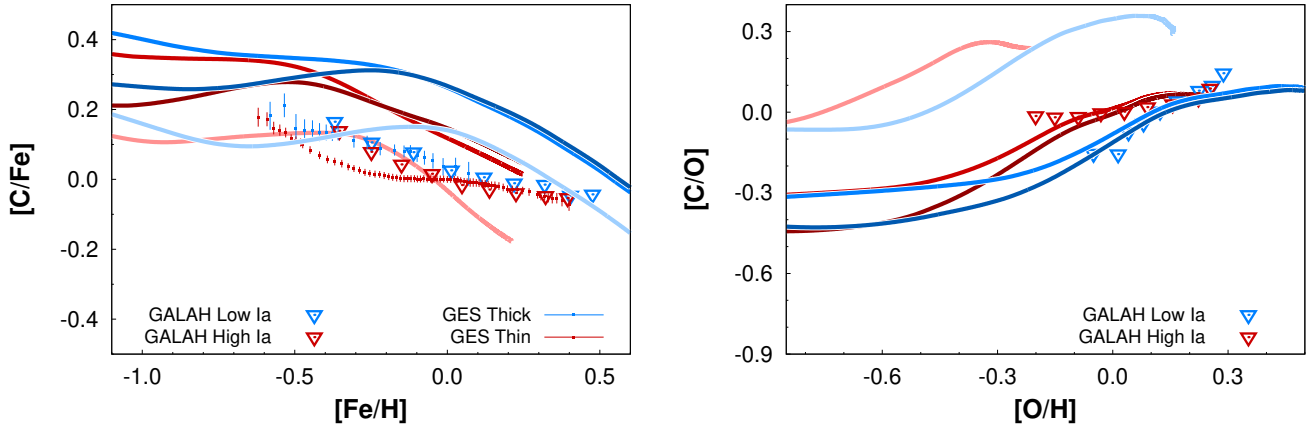 0.4
0.2
0.0
-0.2
-0.4
[C/Fe]
GALAH Low Ia
GALAH High Ia
GES Thick
GES Thin
-1.0 -0.5 0.0 0.5
[Fe/H]
0.3
0.0
-0.3
-0.6
-0.9
[C/O]
GALAH Low Ia
GALAH High Ia
-0.6 -0.3 0.0 0.3
[O/H]